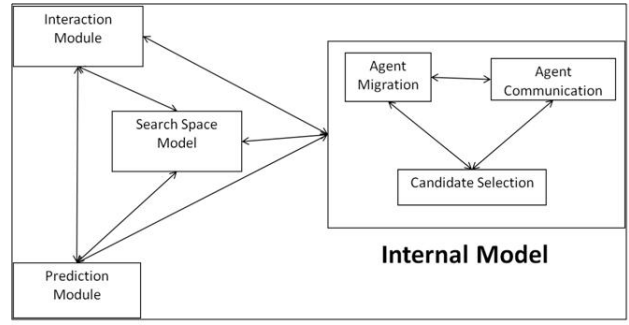 Interaction
Module
Search Space
Model
Prediction
Module
Agent
Migration
Agent
Communication
Candidate Selection
Internal Model